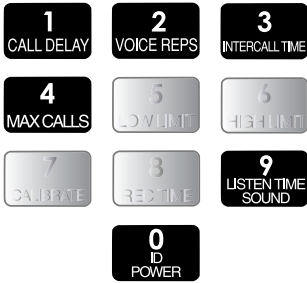 1
CALL DELAY
2
VOICE REPS
3
INTERCALL TIME
4
MAX CALLS
5
LOW LIMIT
6
HIGH LIMIT
7
CALIBRATE
8
REC TIME
9
LISTEN TIME
SOUND
0
ID
POWER